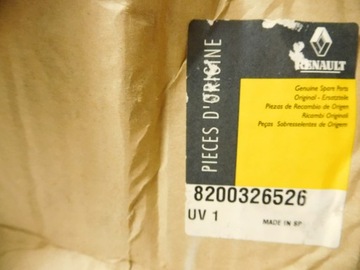 RENAULT
PIECES D'ORIGINE
Genuine Spare Parts
Original - Ersatzteile
Piezas de Recambio de Origen
Ricambi Originali
Peças Sobresselentes de Origem
8200326526
UV 1
MADE IN SP